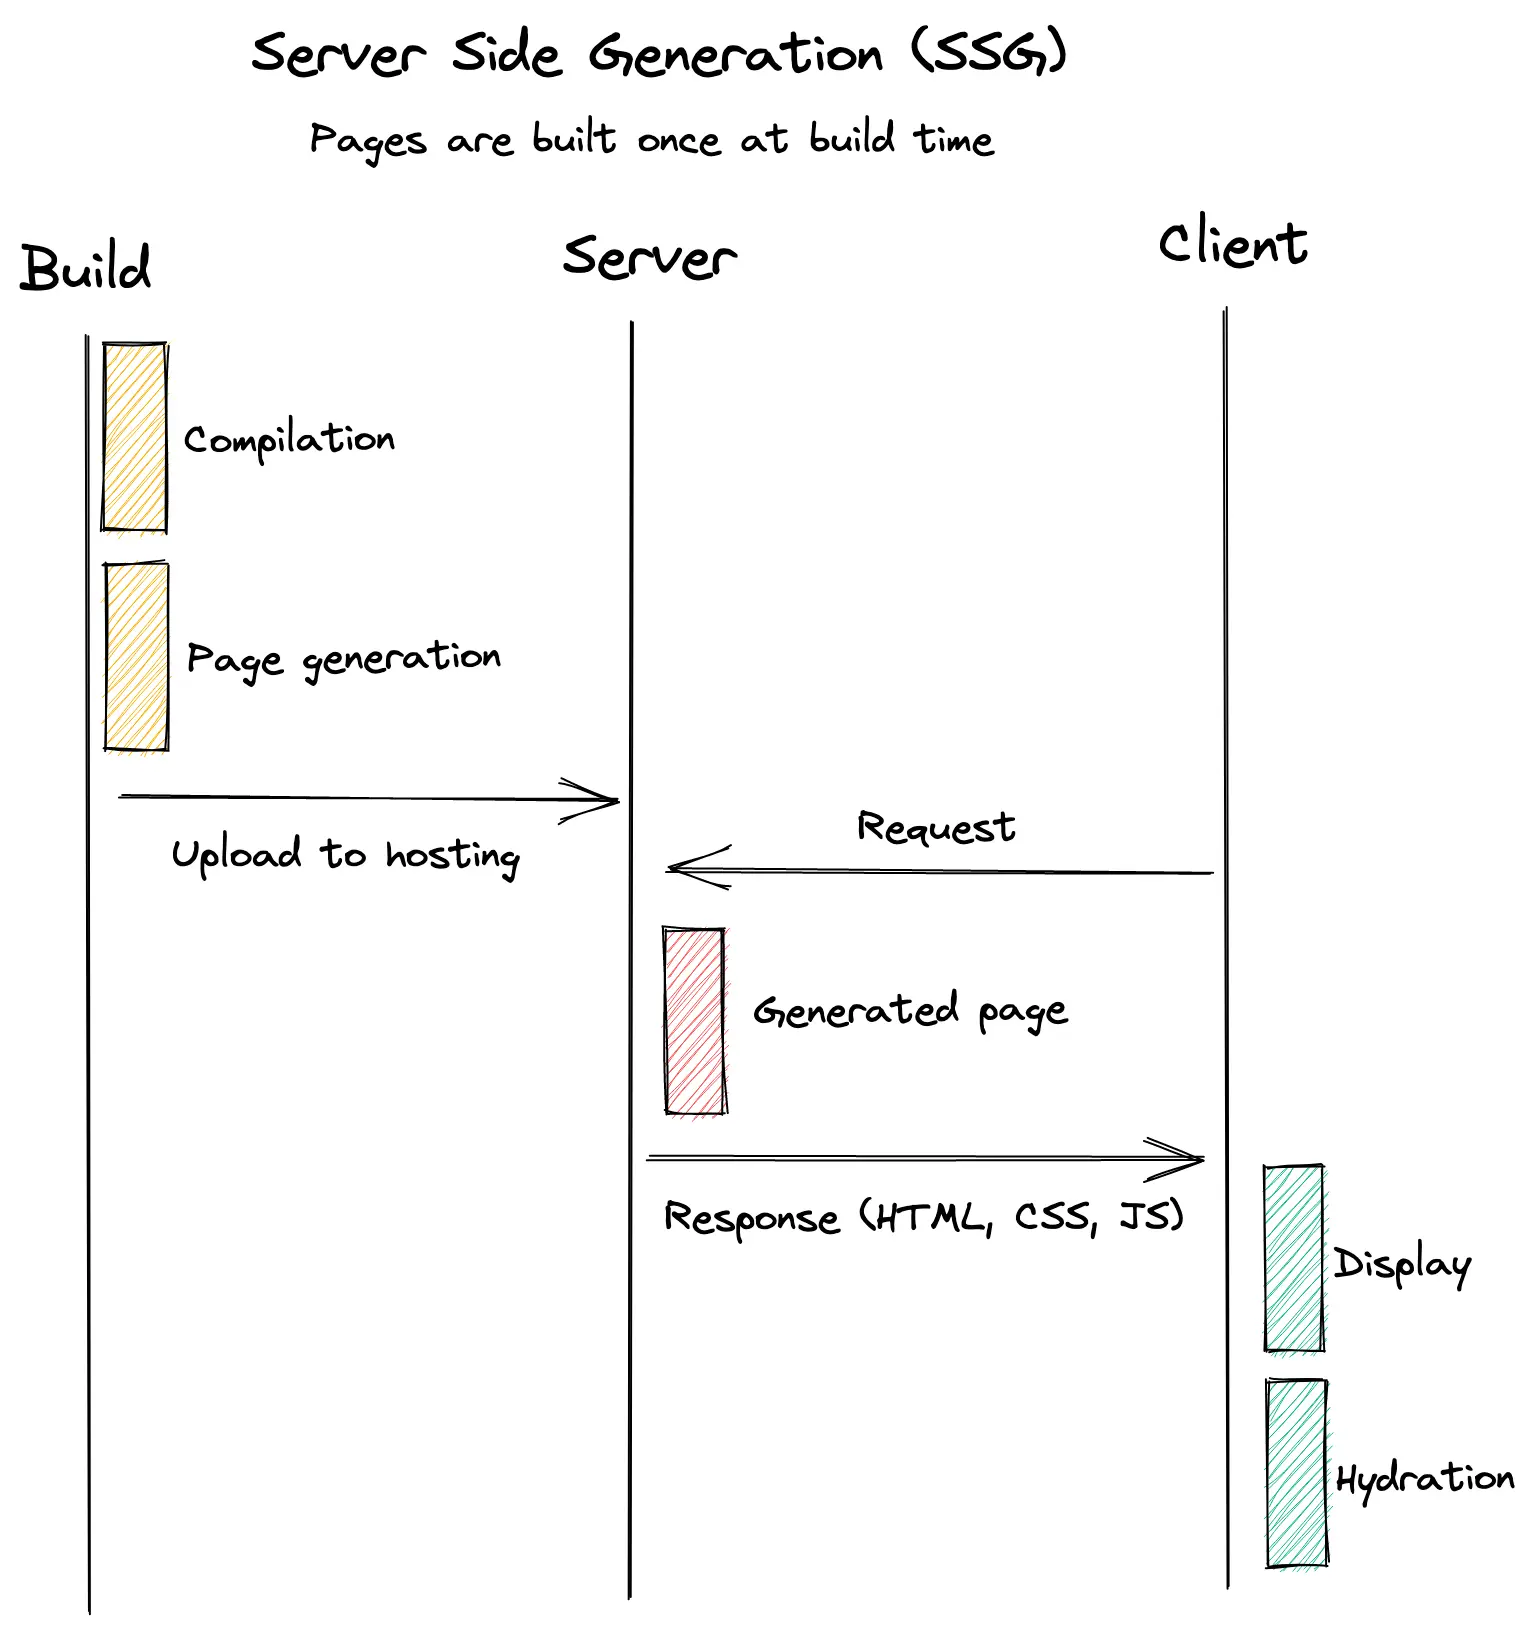 Server Side Generation (SSG)
Pages are built once at build time
Build
Server
Client
Compilation
Page generation
Upload to hosting
Request
Generated page
Response (HTML, CSS, JS)
Display
Hydration